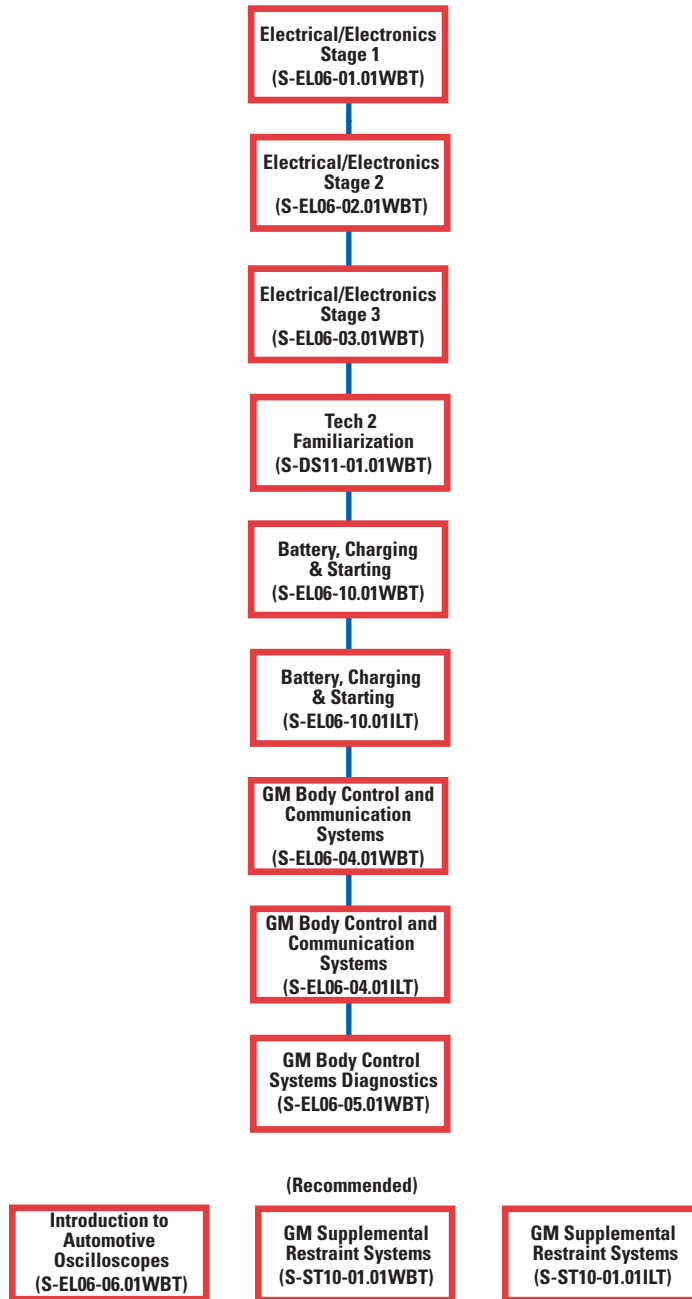 Electrical/Electronics
Stage 1
(S-EL06-01.01WBT)
Electrical/Electronics
Stage 2
(S-EL06-02.01WBT)
Electrical/Electronics
Stage 3
(S-EL06-03.01WBT)
Tech 2
Familiarization
(S-DS11-01.01WBT)
Battery, Charging
& Starting
(S-EL06-10.01WBT)
Battery, Charging
& Starting
(S-EL06-10.01ILT)
GM Body Control and
Communication
Systems
(S-EL06-04.01WBT)
GM Body Control and
Communication
Systems
(S-EL06-04.01ILT)
GM Body Control
Systems Diagnostics
(S-EL06-05.01WBT)
(Recommended)
Introduction to
Automotive
Oscilloscopes
(S-EL06-06.01WBT)
GM Supplemental
Restraint Systems
(S-ST10-01.01WBT)
GM Supplemental
Restraint Systems
(S-ST10-01.01ILT)